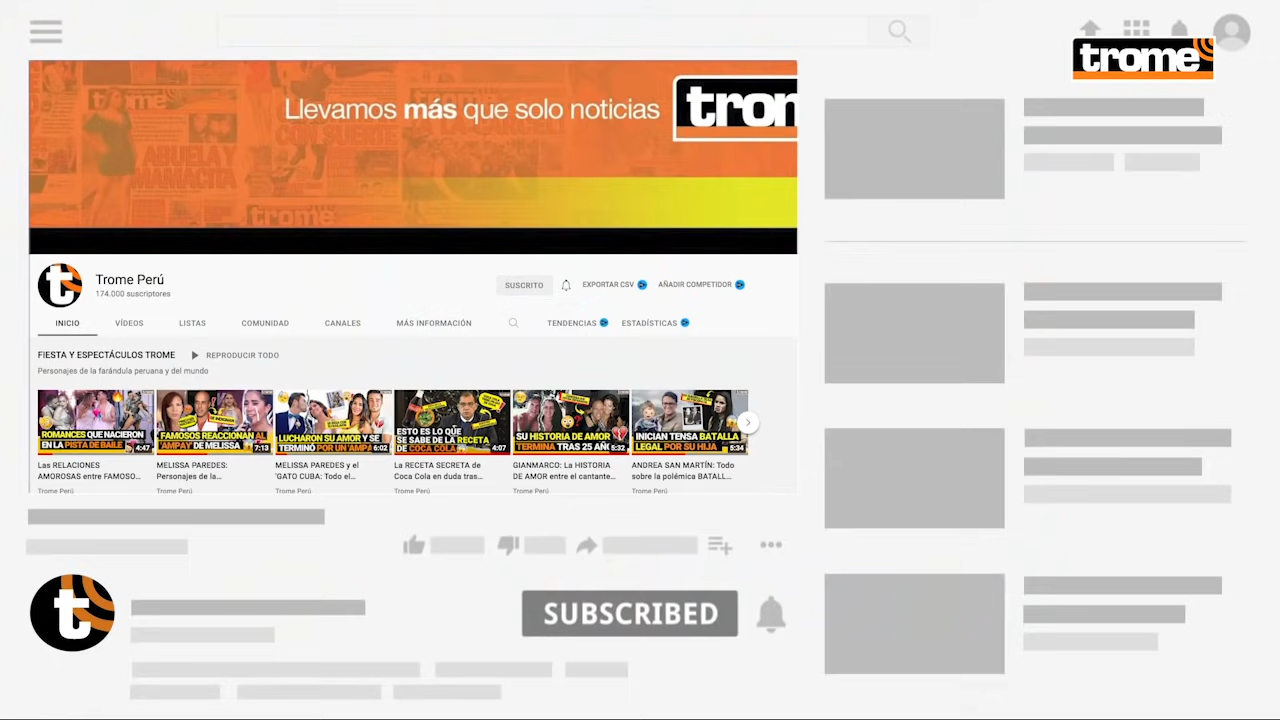 trome
Llevamos más que solo noticias
trom
Trome Perú
174.000 suscriptores
SUSCRITO
EXPORTAR CSV
AÑADIR COMPETIDOR
INICIO
VÍDEOS
LISTAS
COMUNIDAD
CANALES
MÁS INFORMACIÓN
TENDENCIAS
ESTADÍSTICAS
FIESTA Y ESPECTÁCULOS TROME
REPRODUCIR TODO
Personajes de la farándula peruana y del mundo
ROMANCES QUE NACIERON
EN LA PISTA DE BAILE
4:47
FAMOSOS REACCIONAN AL
'AMPAY' DE MELISSA
7:13
LUCHARON SU AMOR Y SE
TERMINÓ POR UN 'AMPA
6:02
ESTO ES LO QUE
SE SABE DE LA RECETA
DE COCA COLA
4:07
SU HISTORIA DE AMOR
TERMINA TRAS 25 AÑO
5:32
INICIAN TENSA BATALLA
LEGAL POR SU HIJA
5:34
Las RELACIONES
AMOROSAS entre FAMOSO...
Trome Perú
MELISSA PAREDES:
Personajes de la...
Trome Perú
MELISSA PAREDES y el
'GATO CUBA: Todo el...
Trome Perú
La RECETA SECRETA de
Coca Cola en duda tras...
Trome Perú
GIANMARCO: La HISTORIA
DE AMOR entre el cantante...
Trome Perú
ANDREA SAN MARTÍN: Todo
sobre la polémica BATALL...
Trome Perú
t
SUBSCRIBED